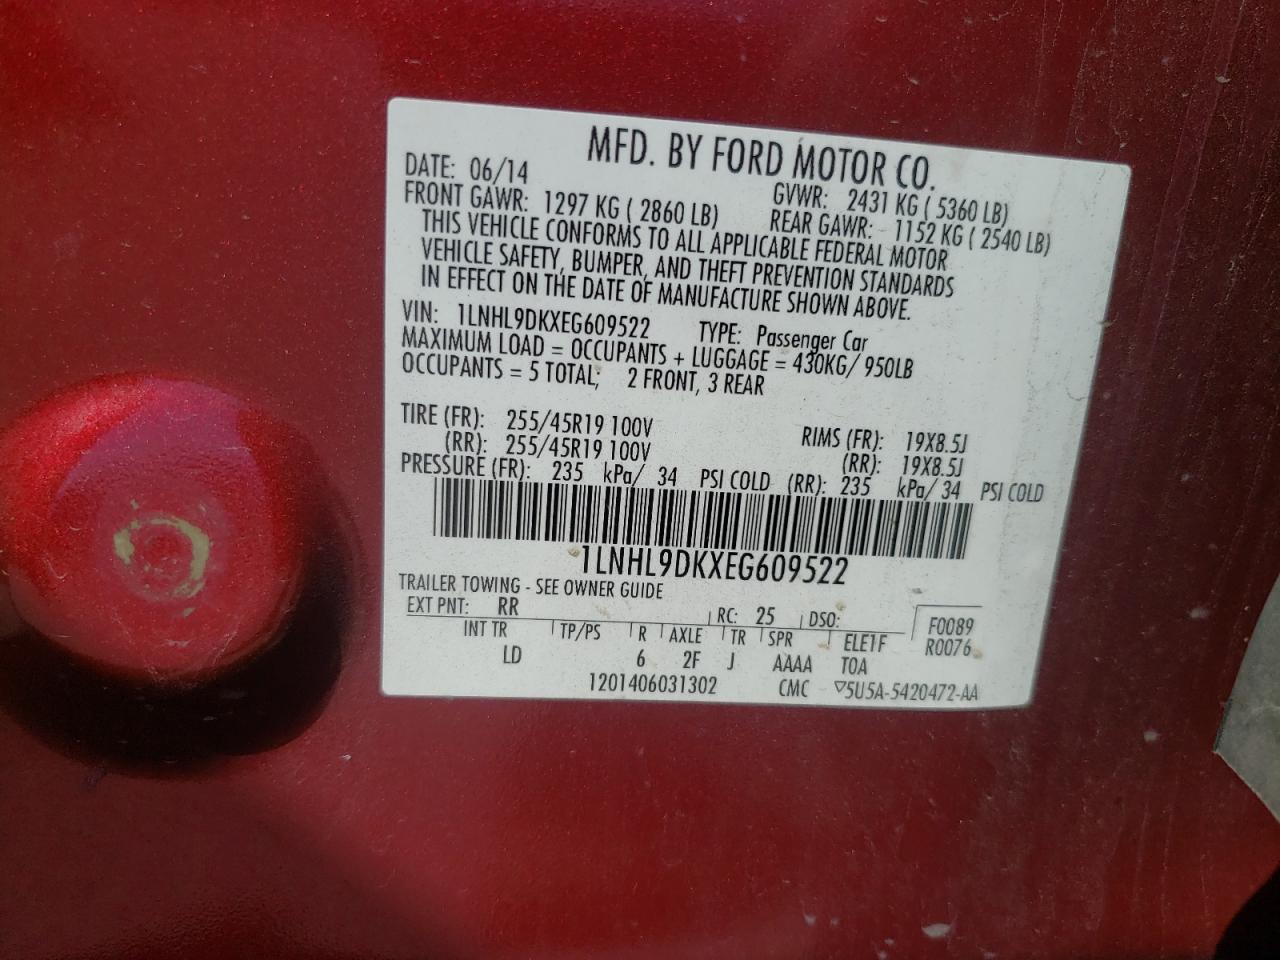 MFD. BY FORD MOTOR CO.
DATE: 06/14 GVWR: 2431 KG ( 5360 LB)
FRONT GAWR: 1297 KG ( 2860 LB) REAR GAWR: 1152 KG ( 2540 LB)
THIS VEHICLE CONFORMS TO ALL APPLICABLE FEDERAL MOTOR
VEHICLE SAFETY, BUMPER, AND THEFT PREVENTION STANDARDS
IN EFFECT ON THE DATE OF MANUFACTURE SHOWN ABOVE.
VIN: 1LNHL9DKXEG609522 TYPE: Passenger Car
MAXIMUM LOAD = OCCUPANTS + LUGGAGE = 430KG/ 950LB
OCCUPANTS = 5 TOTAL; 2 FRONT, 3 REAR
TIRE (FR): 255/45R19 100V RIMS (FR): 19X8.5J
(RR): 255/45R19 100V (RR): 19X8.5J
PRESSURE (FR): 235 kPa/ 34 PSI COLD (RR): 235 kPa/ 34 PSI COLD
1LNHL9DKXEG609522
TRAILER TOWING - SEE OWNER GUIDE
EXT PNT: RR RC: 25 DSO: F0089
INT TR TP/PS R AXLE TR SPR ELE1F R0076
LD 6 2F J AAAA T0A
1201406031302 CMC ▽5U5A-5420472-AA